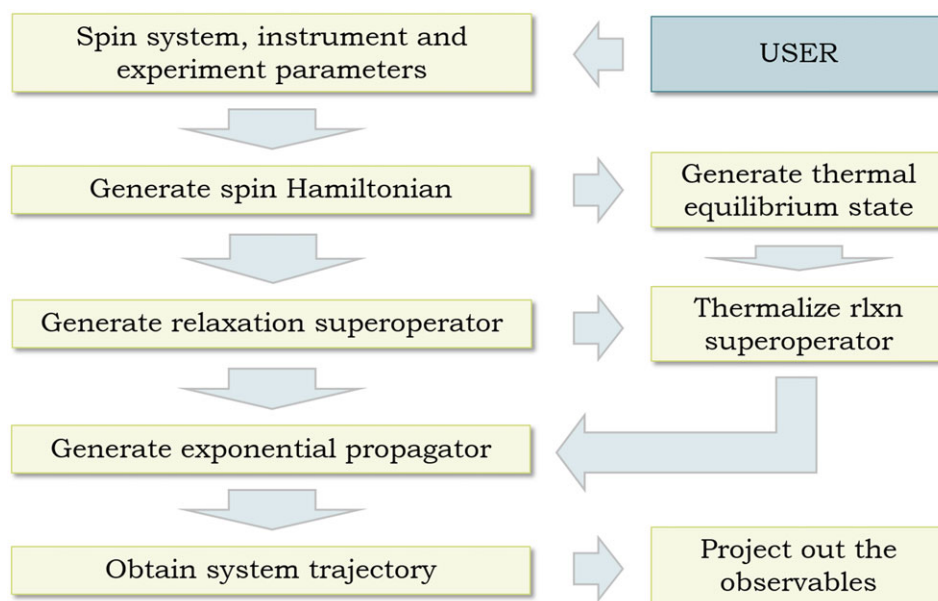 Spin system, instrument and
experiment parameters
USER
Generate spin Hamiltonian
Generate thermal
equilibrium state
Generate relaxation superoperator
Thermalize rlxn
superoperator
Generate exponential propagator
Obtain system trajectory
Project out the
observables